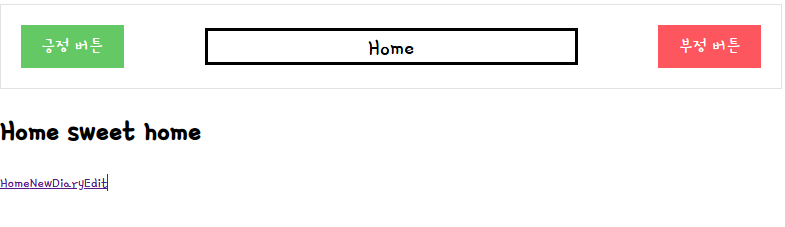 긍정 버튼 Home 부정 버튼
Home sweet home
HomeNewDiaryEdit